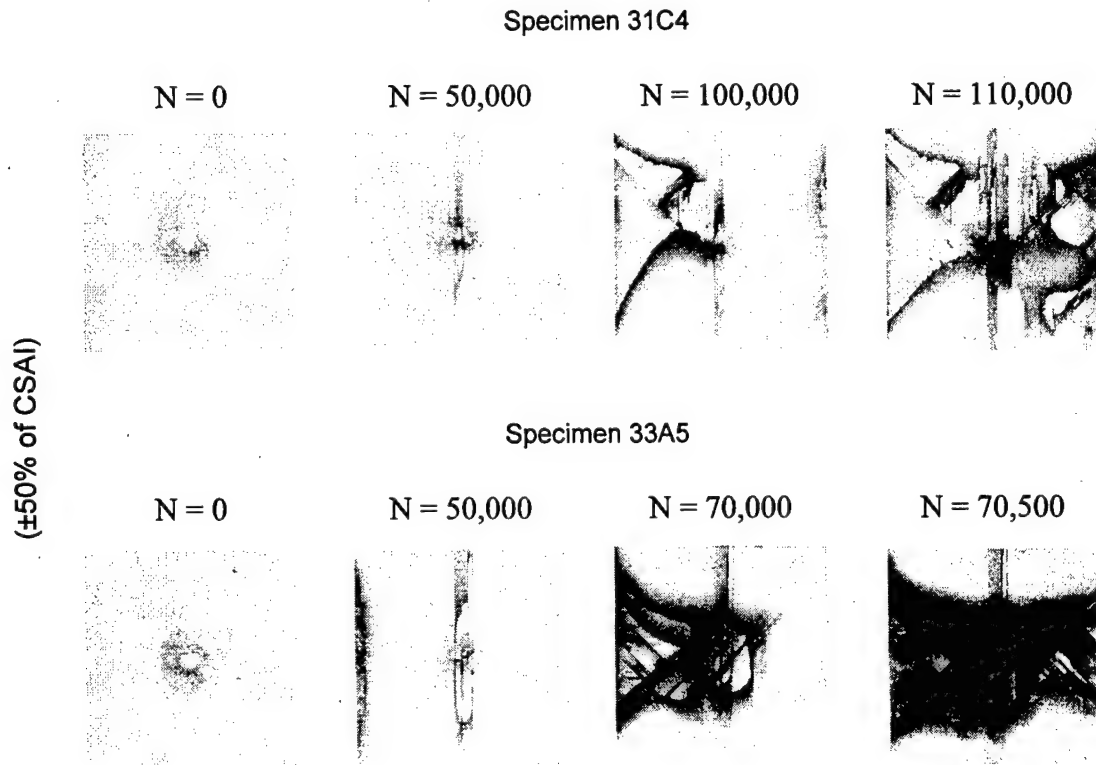 Specimen 31C4
N = 0 N = 50,000 N = 100,000 N = 110,000
(±50% of CSAI)
Specimen 33A5
N = 0 N = 50,000 N = 70,000 N = 70,500